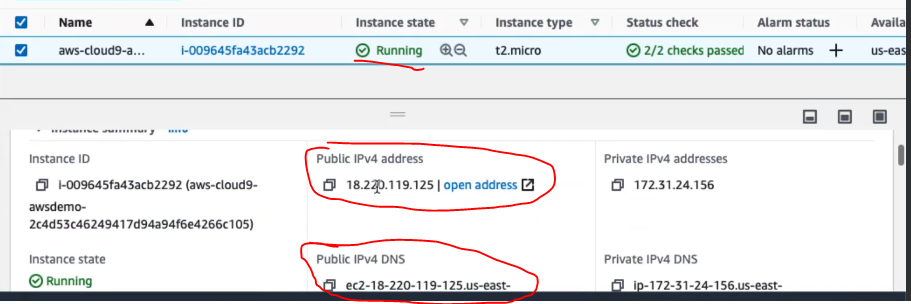 Name Instance ID Instance state Instance type Status check Alarm status Availa
aws-cloud9-a... i-009645fa43acb2292 Running t2.micro 2/2 checks passed No alarms us-eas
Instance summary Info
Instance ID Public IPv4 address Private IPv4 addresses
i-009645fa43acb2292 (aws-cloud9- 18.220.119.125 | open address 172.31.24.156
awsdemo-
2c4d53c46249417d94a94f6e4266c105)
Instance state Public IPv4 DNS Private IPv4 DNS
Running ec2-18-220-119-125.us-east- ip-172-31-24-156.us-east-